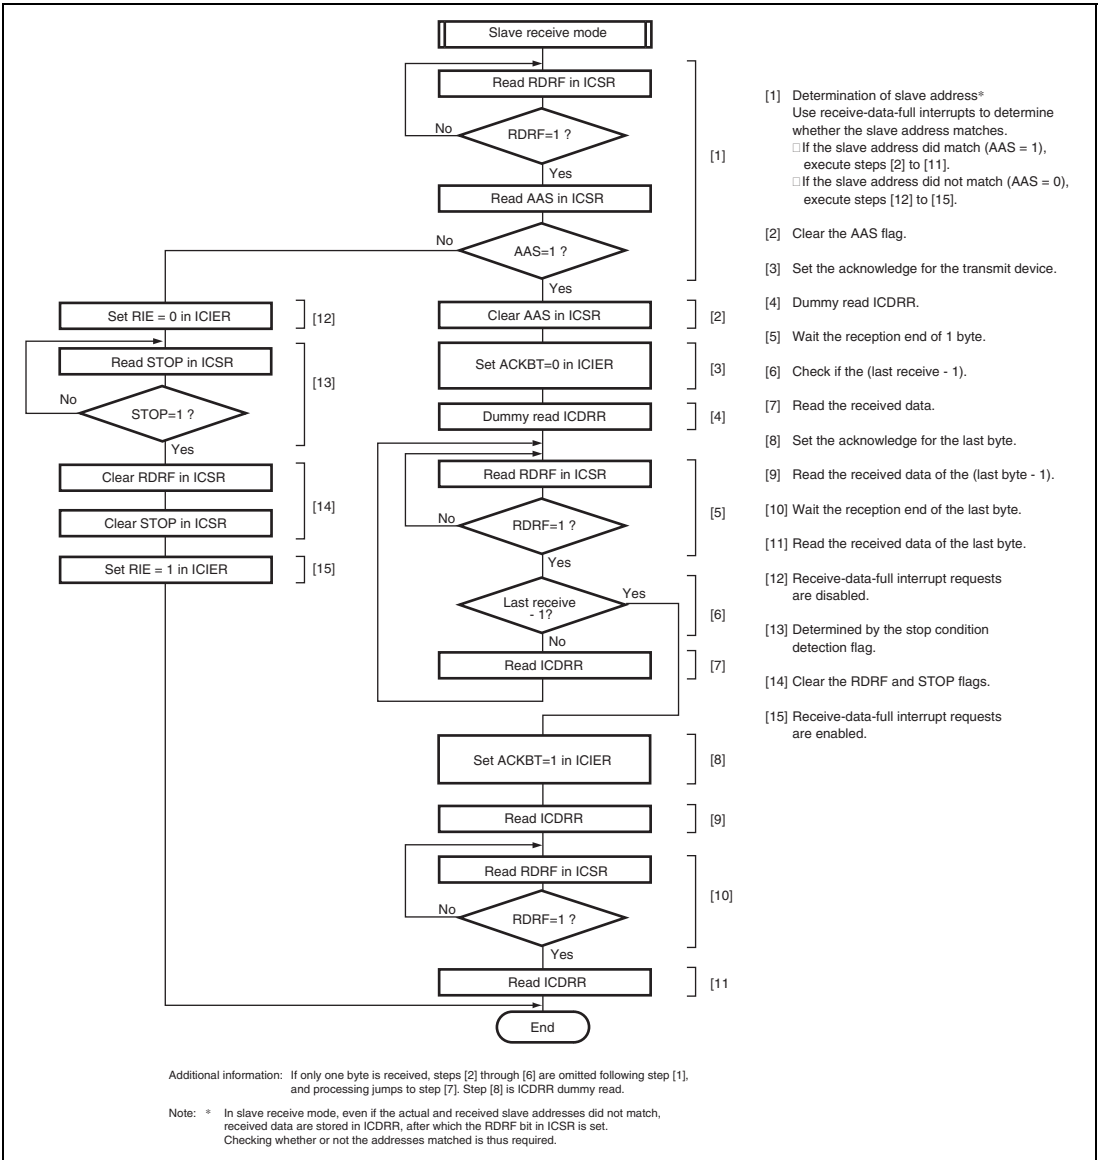 Slave receive mode
Read RDRF in ICSR
No
RDRF=1 ?
Yes
Read AAS in ICSR
No
AAS=1 ?
Yes
[1]
Clear AAS in ICSR
[2]
Set ACKBT=0 in ICIER
[3]
Dummy read ICDRR
[4]
Read RDRF in ICSR
No
RDRF=1 ?
[5]
Yes
Last receive
- 1?
Yes
[6]
No
Read ICDRR
[7]
Set ACKBT=1 in ICIER
[8]
Read ICDRR
[9]
Read RDRF in ICSR
No
RDRF=1 ?
[10]
Yes
Read ICDRR
[11
End
Set RIE = 0 in ICIER
[12]
Read STOP in ICSR
No
STOP=1 ?
[13]
Yes
Clear RDRF in ICSR
Clear STOP in ICSR
[14]
Set RIE = 1 in ICIER
[15]
[1] Determination of slave address*
Use receive-data-full interrupts to determine
whether the slave address matches.
□If the slave address did match (AAS = 1),
execute steps [2] to [11].
□If the slave address did not match (AAS = 0),
execute steps [12] to [15].
[2] Clear the AAS flag.
[3] Set the acknowledge for the transmit device.
[4] Dummy read ICDRR.
[5] Wait the reception end of 1 byte.
[6] Check if the (last receive - 1).
[7] Read the received data.
[8] Set the acknowledge for the last byte.
[9] Read the received data of the (last byte - 1).
[10] Wait the reception end of the last byte.
[11] Read the received data of the last byte.
[12] Receive-data-full interrupt requests
are disabled.
[13] Determined by the stop condition
detection flag.
[14] Clear the RDRF and STOP flags.
[15] Receive-data-full interrupt requests
are enabled.
Additional information: If only one byte is received, steps [2] through [6] are omitted following step [1],
and processing jumps to step [7]. Step [8] is ICDRR dummy read.
Note: * In slave receive mode, even if the actual and received slave addresses did not match,
received data are stored in ICDRR, after which the RDRF bit in ICSR is set.
Checking whether or not the addresses matched is thus required.